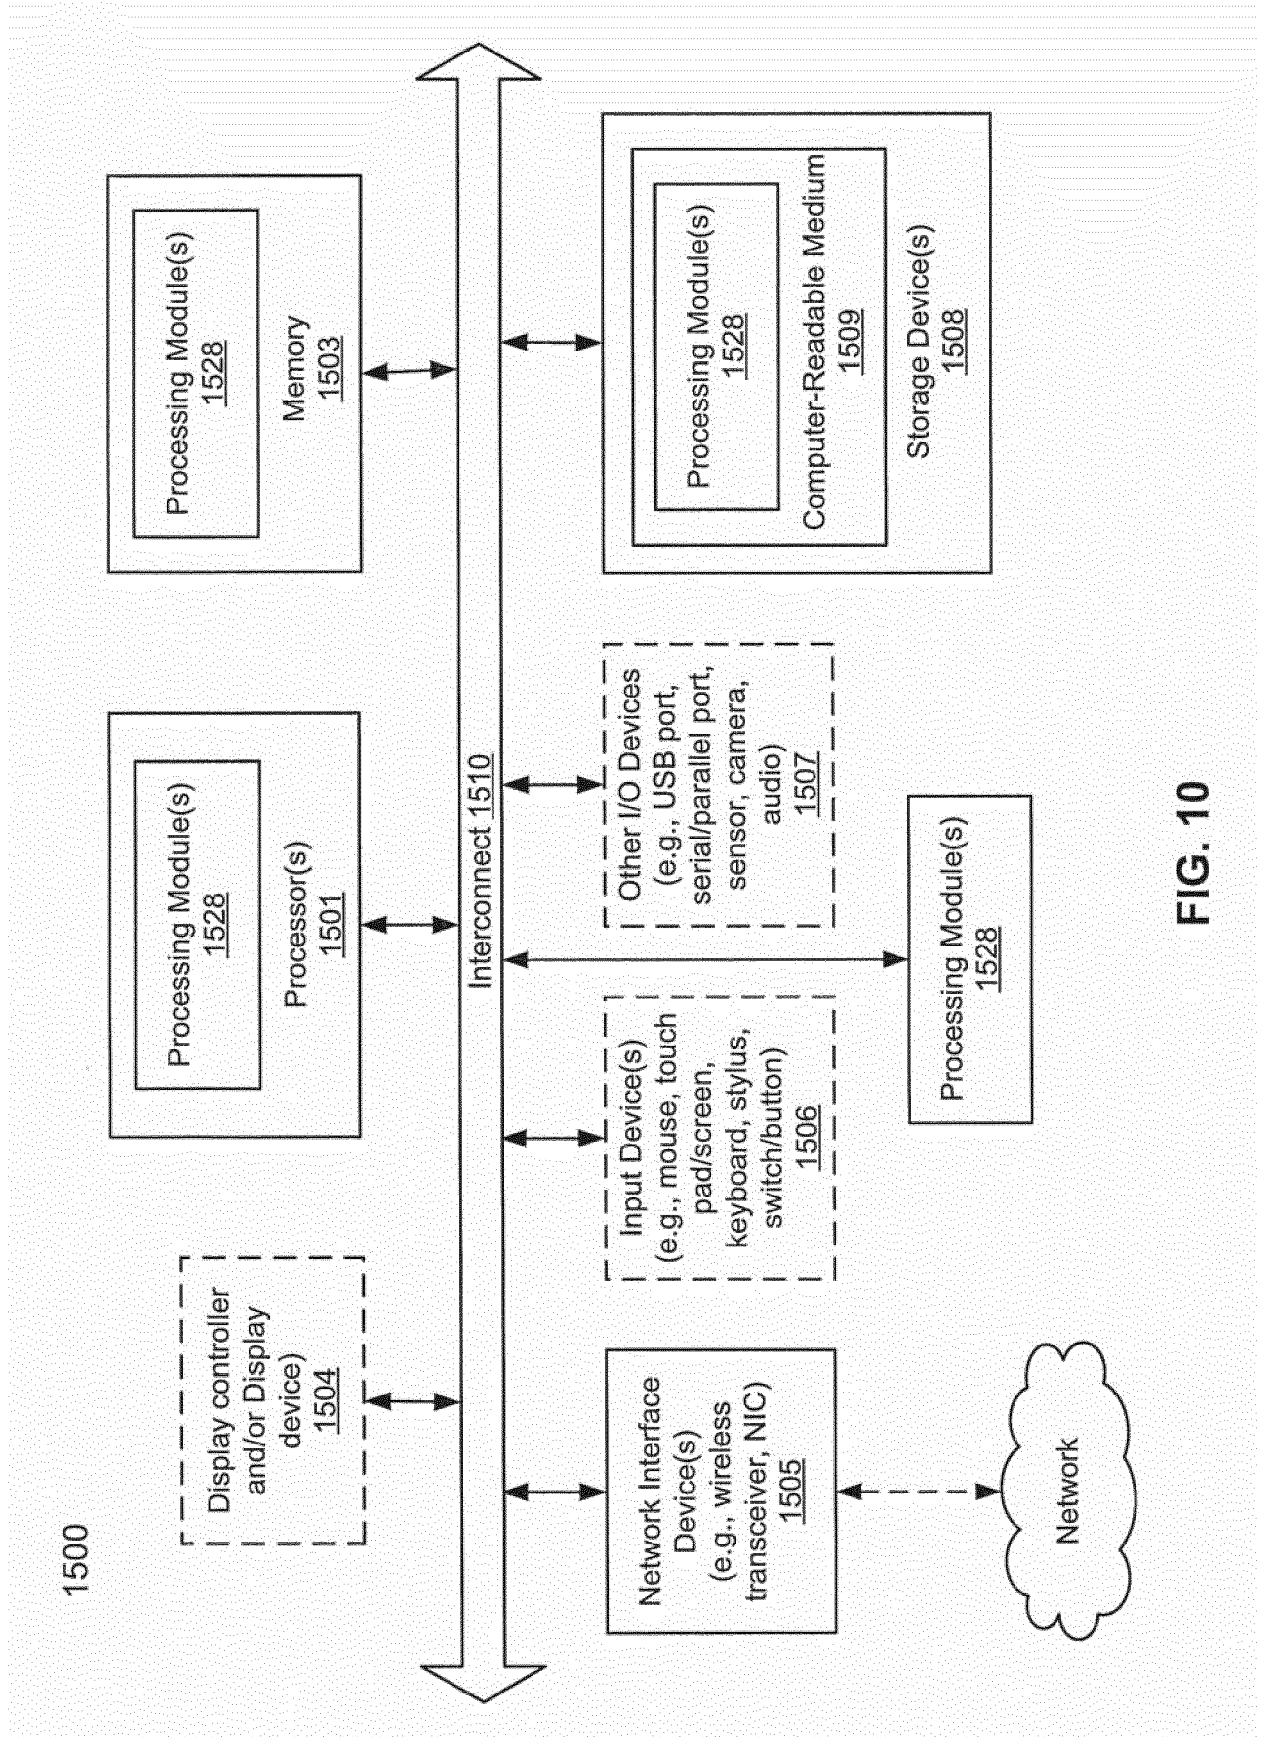 1500
Display controller
and/or Display
device)
1504
Processing Module(s)
1528
Processor(s)
1501
Processing Module(s)
1528
Memory
1503
Interconnect 1510
Network Interface
Device(s)
(e.g., wireless
transceiver, NIC)
1505
Input Device(s)
(e.g., mouse, touch
pad/screen,
keyboard, stylus,
switch/button)
1506
Other I/O Devices
(e.g., USB port,
serial/parallel port,
sensor, camera,
audio)
1507
Processing Module(s)
1528
Computer-Readable Medium
1509
Storage Device(s)
1508
Network
Processing Module(s)
1528
FIG. 10